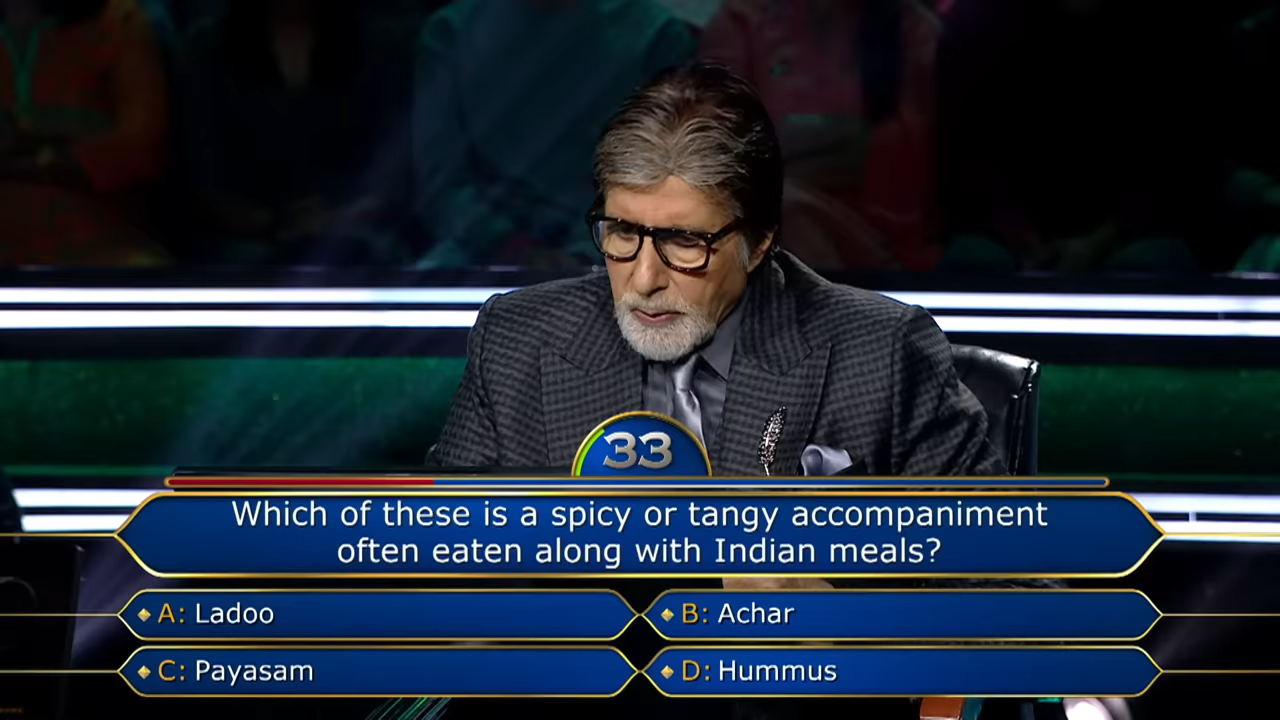 33
Which of these is a spicy or tangy accompaniment
often eaten along with Indian meals?
A: Ladoo
B: Achar
C: Payasam
D: Hummus